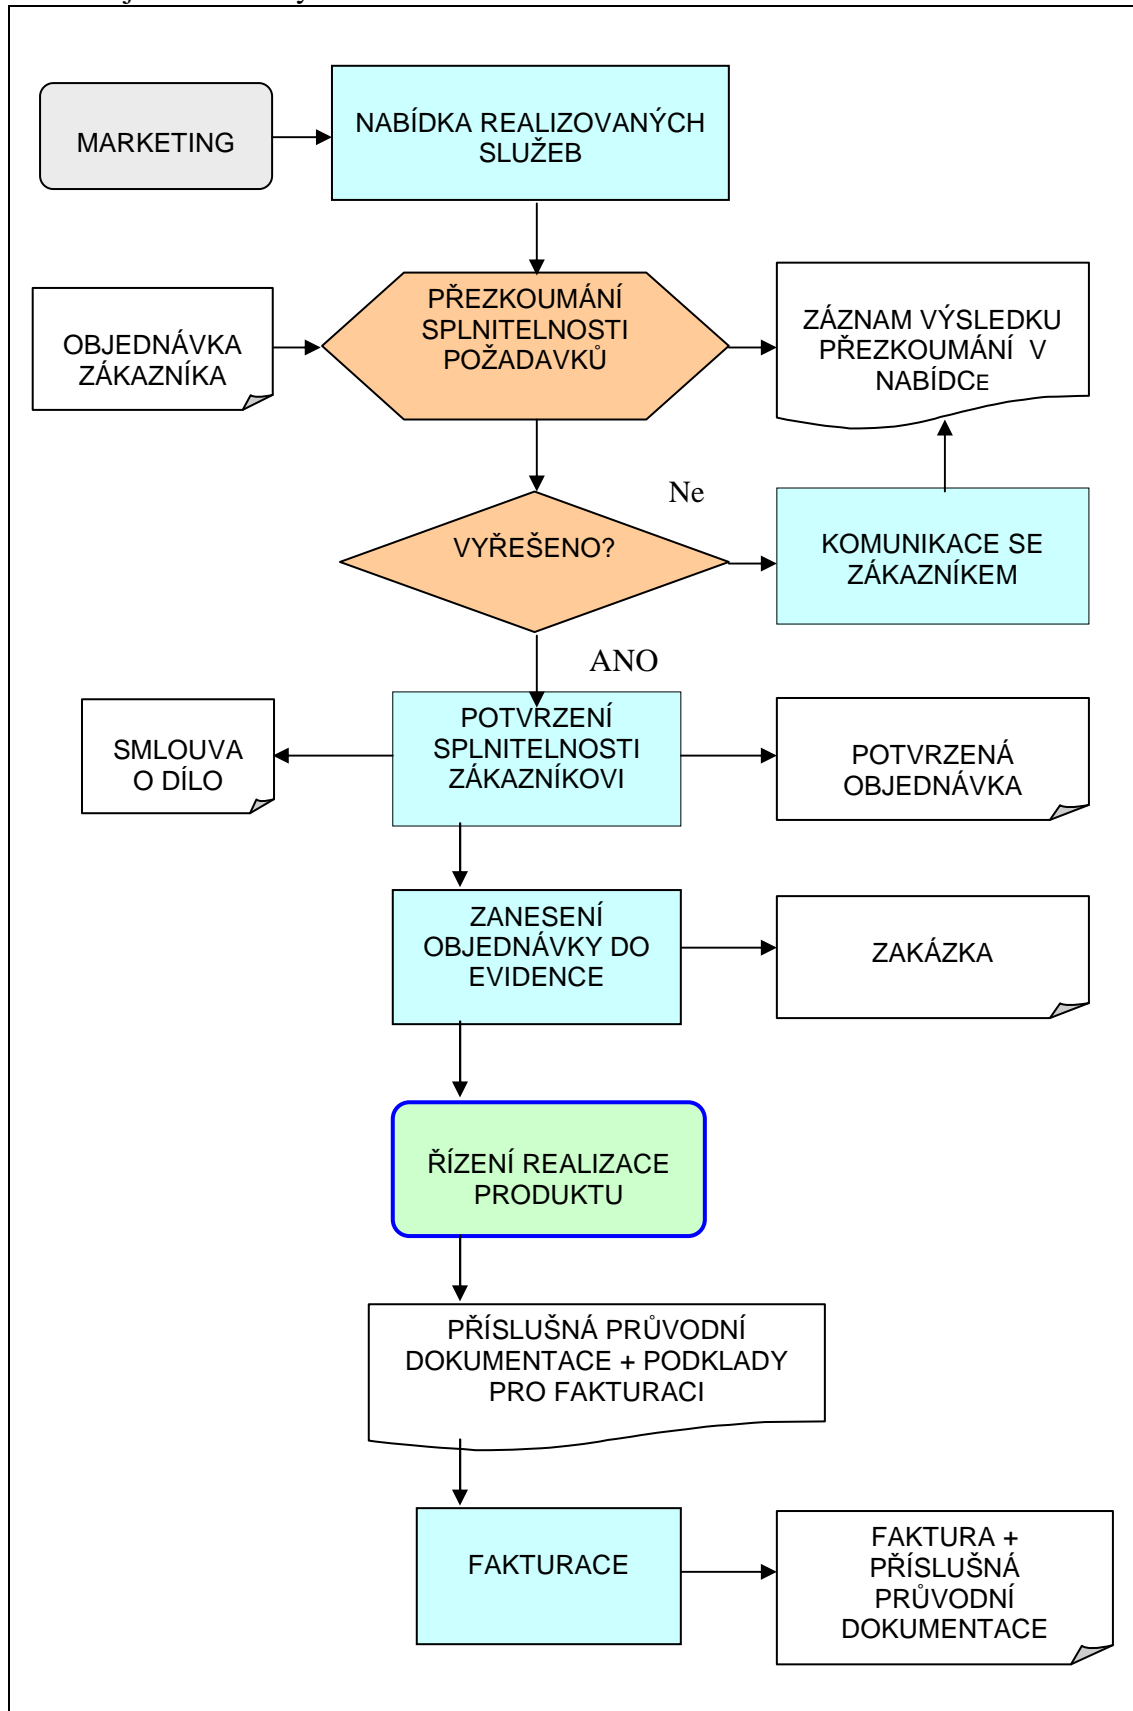 MARKETING
NABÍDKA REALIZOVANÝCH
SLUŽEB
PŘEZKOUMÁNÍ
SPLNITELNOSTI
POŽADAVKŮ
OBJEDNÁVKA
ZÁKAZNÍKA
ZÁZNAM VÝSLEDKU
PŘEZKOUMÁNÍ V
NABÍDCE
Ne
VYŘEŠENO?
KOMUNIKACE SE
ZÁKAZNÍKEM
ANO
SMLOUVA
O DÍLO
POTVRZENÍ
SPLNITELNOSTI
ZÁKAZNÍKOVI
POTVRZENÁ
OBJEDNÁVKA
ZANESENÍ
OBJEDNÁVKY DO
EVIDENCE
ZAKÁZKA
ŘÍZENÍ REALIZACE
PRODUKTU
PŘÍSLUŠNÁ PRŮVODNÍ
DOKUMENTACE + PODKLADY
PRO FAKTURACI
FAKTURACE
FAKTURA +
PŘÍSLUŠNÁ
PRŮVODNÍ
DOKUMENTACE